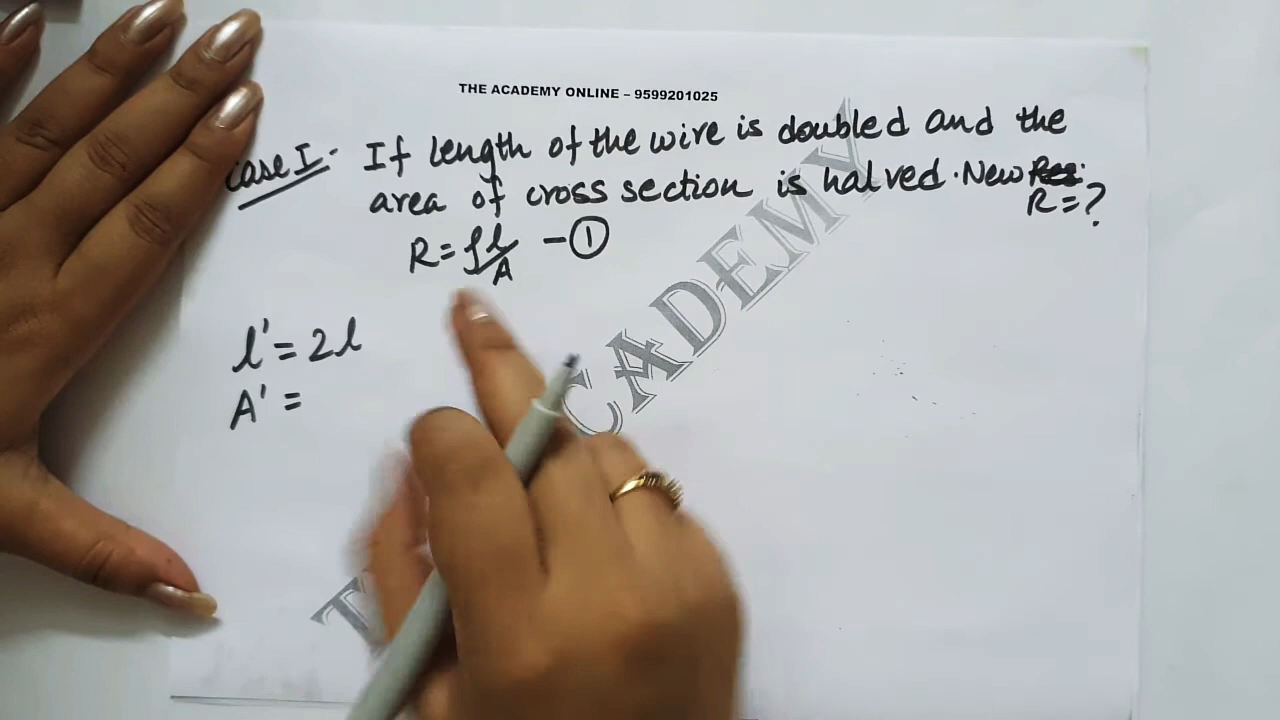 THE ACADEMY ONLINE – 9599201025
Case I. If length of the wire is doubled and the
area of cross section is halved. New Res.
R = ?
R = ρl/A – ①
l' = 2l
A' =
T CADEMY